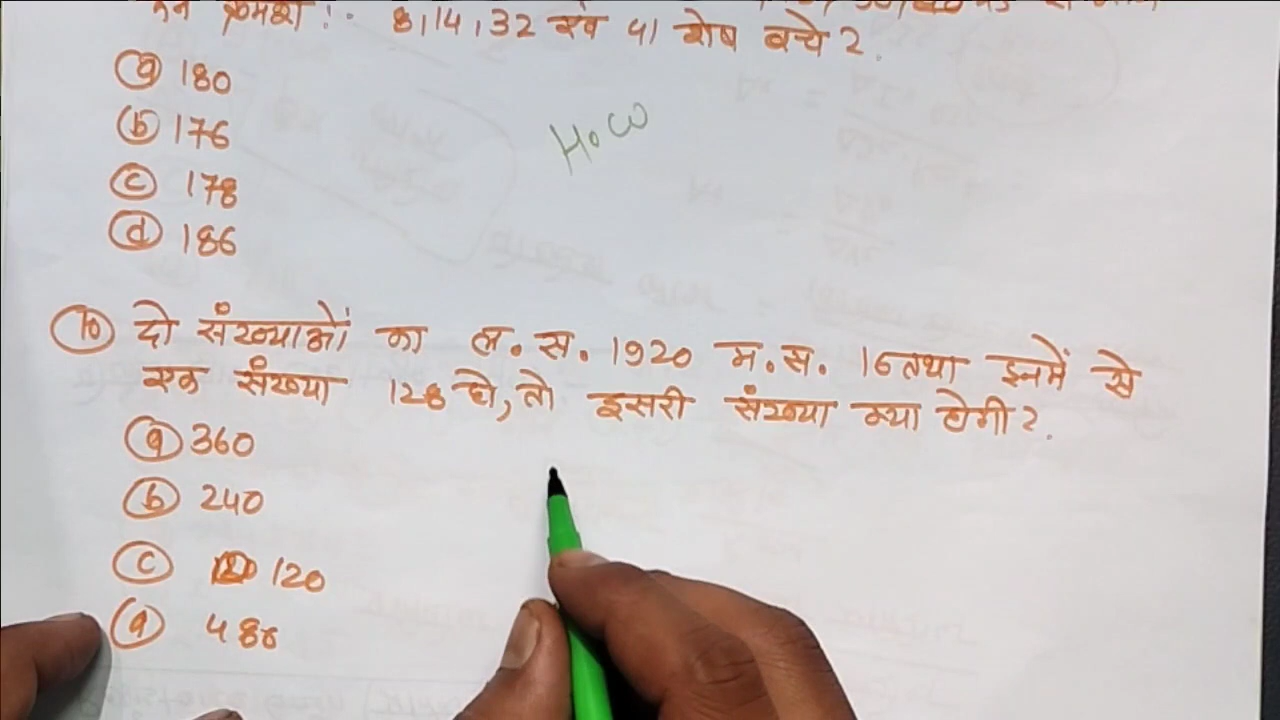 क्रमशः 8,14,32 एवं 41 शेष बचे?
(a) 180
(b) 176
(c) 178
(d) 186
H.W
(10) दो संख्याओं का ल.स. 1920 म.स. 16 तथा इनमें से
एक संख्या 128 हो, तो दूसरी संख्या क्या होगी?
(a) 360
(b) 240
(c) 120
(d) 480